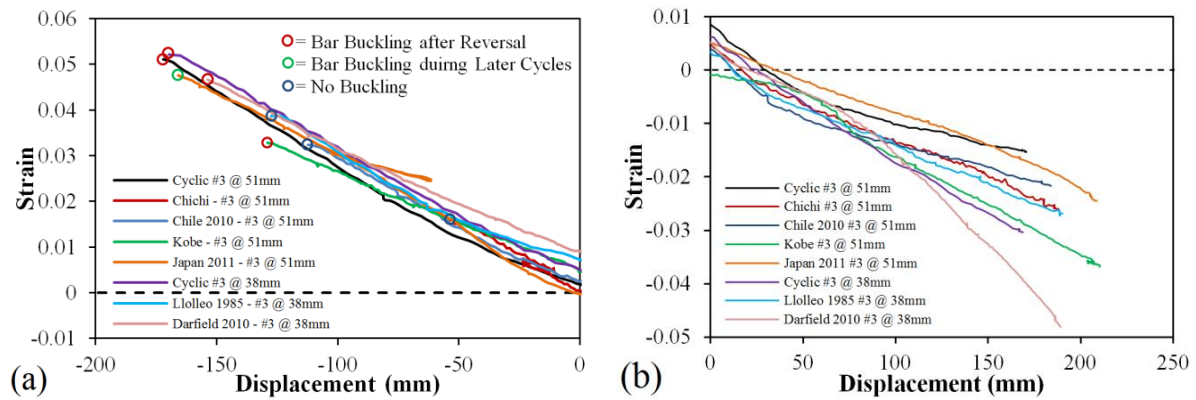 0.06
0.05
0.04
0.03
0.02
0.01
0
-0.01
Strain
-200
-150
-100
-50
0
Displacement (mm)
(a)
= Bar Buckling after Reversal
= Bar Buckling duirng Later Cycles
= No Buckling
Cyclic #3 @ 51mm
Chichi - #3 @ 51mm
Chile 2010 - #3 @ 51mm
Kobe - #3 @ 51mm
Japan 2011 - #3 @ 51mm
Cyclic #3 @ 38mm
Llolleo 1985 - #3 @ 38mm
Darfield 2010 - #3 @ 38mm
0.01
0
-0.01
-0.02
-0.03
-0.04
-0.05
Strain
0
50
100
150
200
250
Displacement (mm)
(b)
Cyclic #3 @ 51mm
Chichi #3 @ 51mm
Chile 2010 #3 @ 51mm
Kobe #3 @ 51mm
Japan 2011 #3 @ 51mm
Cyclic #3 @ 38mm
Llolleo 1985 #3 @ 38mm
Darfield 2010 #3 @ 38mm